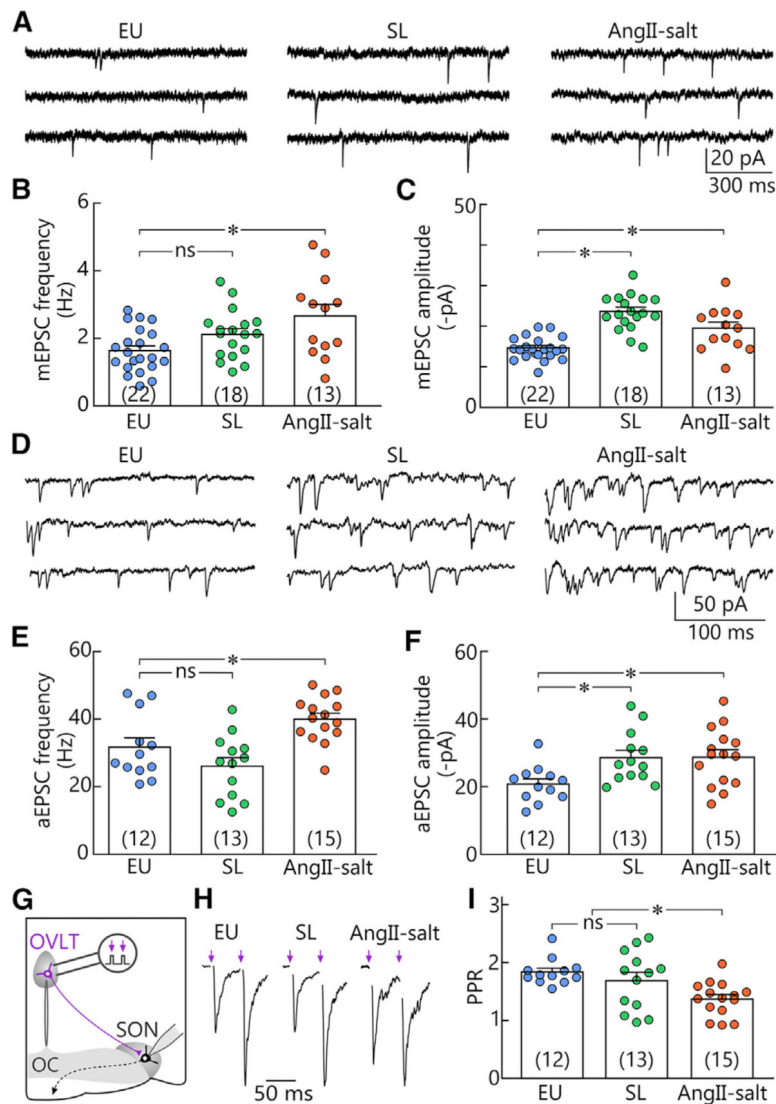 A
EU
SL
AngII-salt
20 pA
300 ms
B
mEPSC frequency
(Hz)
6
4
2
0
*
ns
(22)
(18)
(13)
EU
SL
AngII-salt
C
mEPSC amplitude
(-pA)
50
25
0
*
*
(22)
(18)
(13)
EU
SL
AngII-salt
D
EU
SL
AngII-salt
50 pA
100 ms
E
aEPSC frequency
(Hz)
60
40
20
0
*
ns
(12)
(13)
(15)
EU
SL
AngII-salt
F
aEPSC amplitude
(-pA)
60
40
20
0
*
*
(12)
(13)
(15)
EU
SL
AngII-salt
G
OVLT
SON
OC
H
EU
SL
AngII-salt
50 ms
I
PPR
3
2
1
0
*
ns
(12)
(13)
(15)
EU
SL
AngII-salt